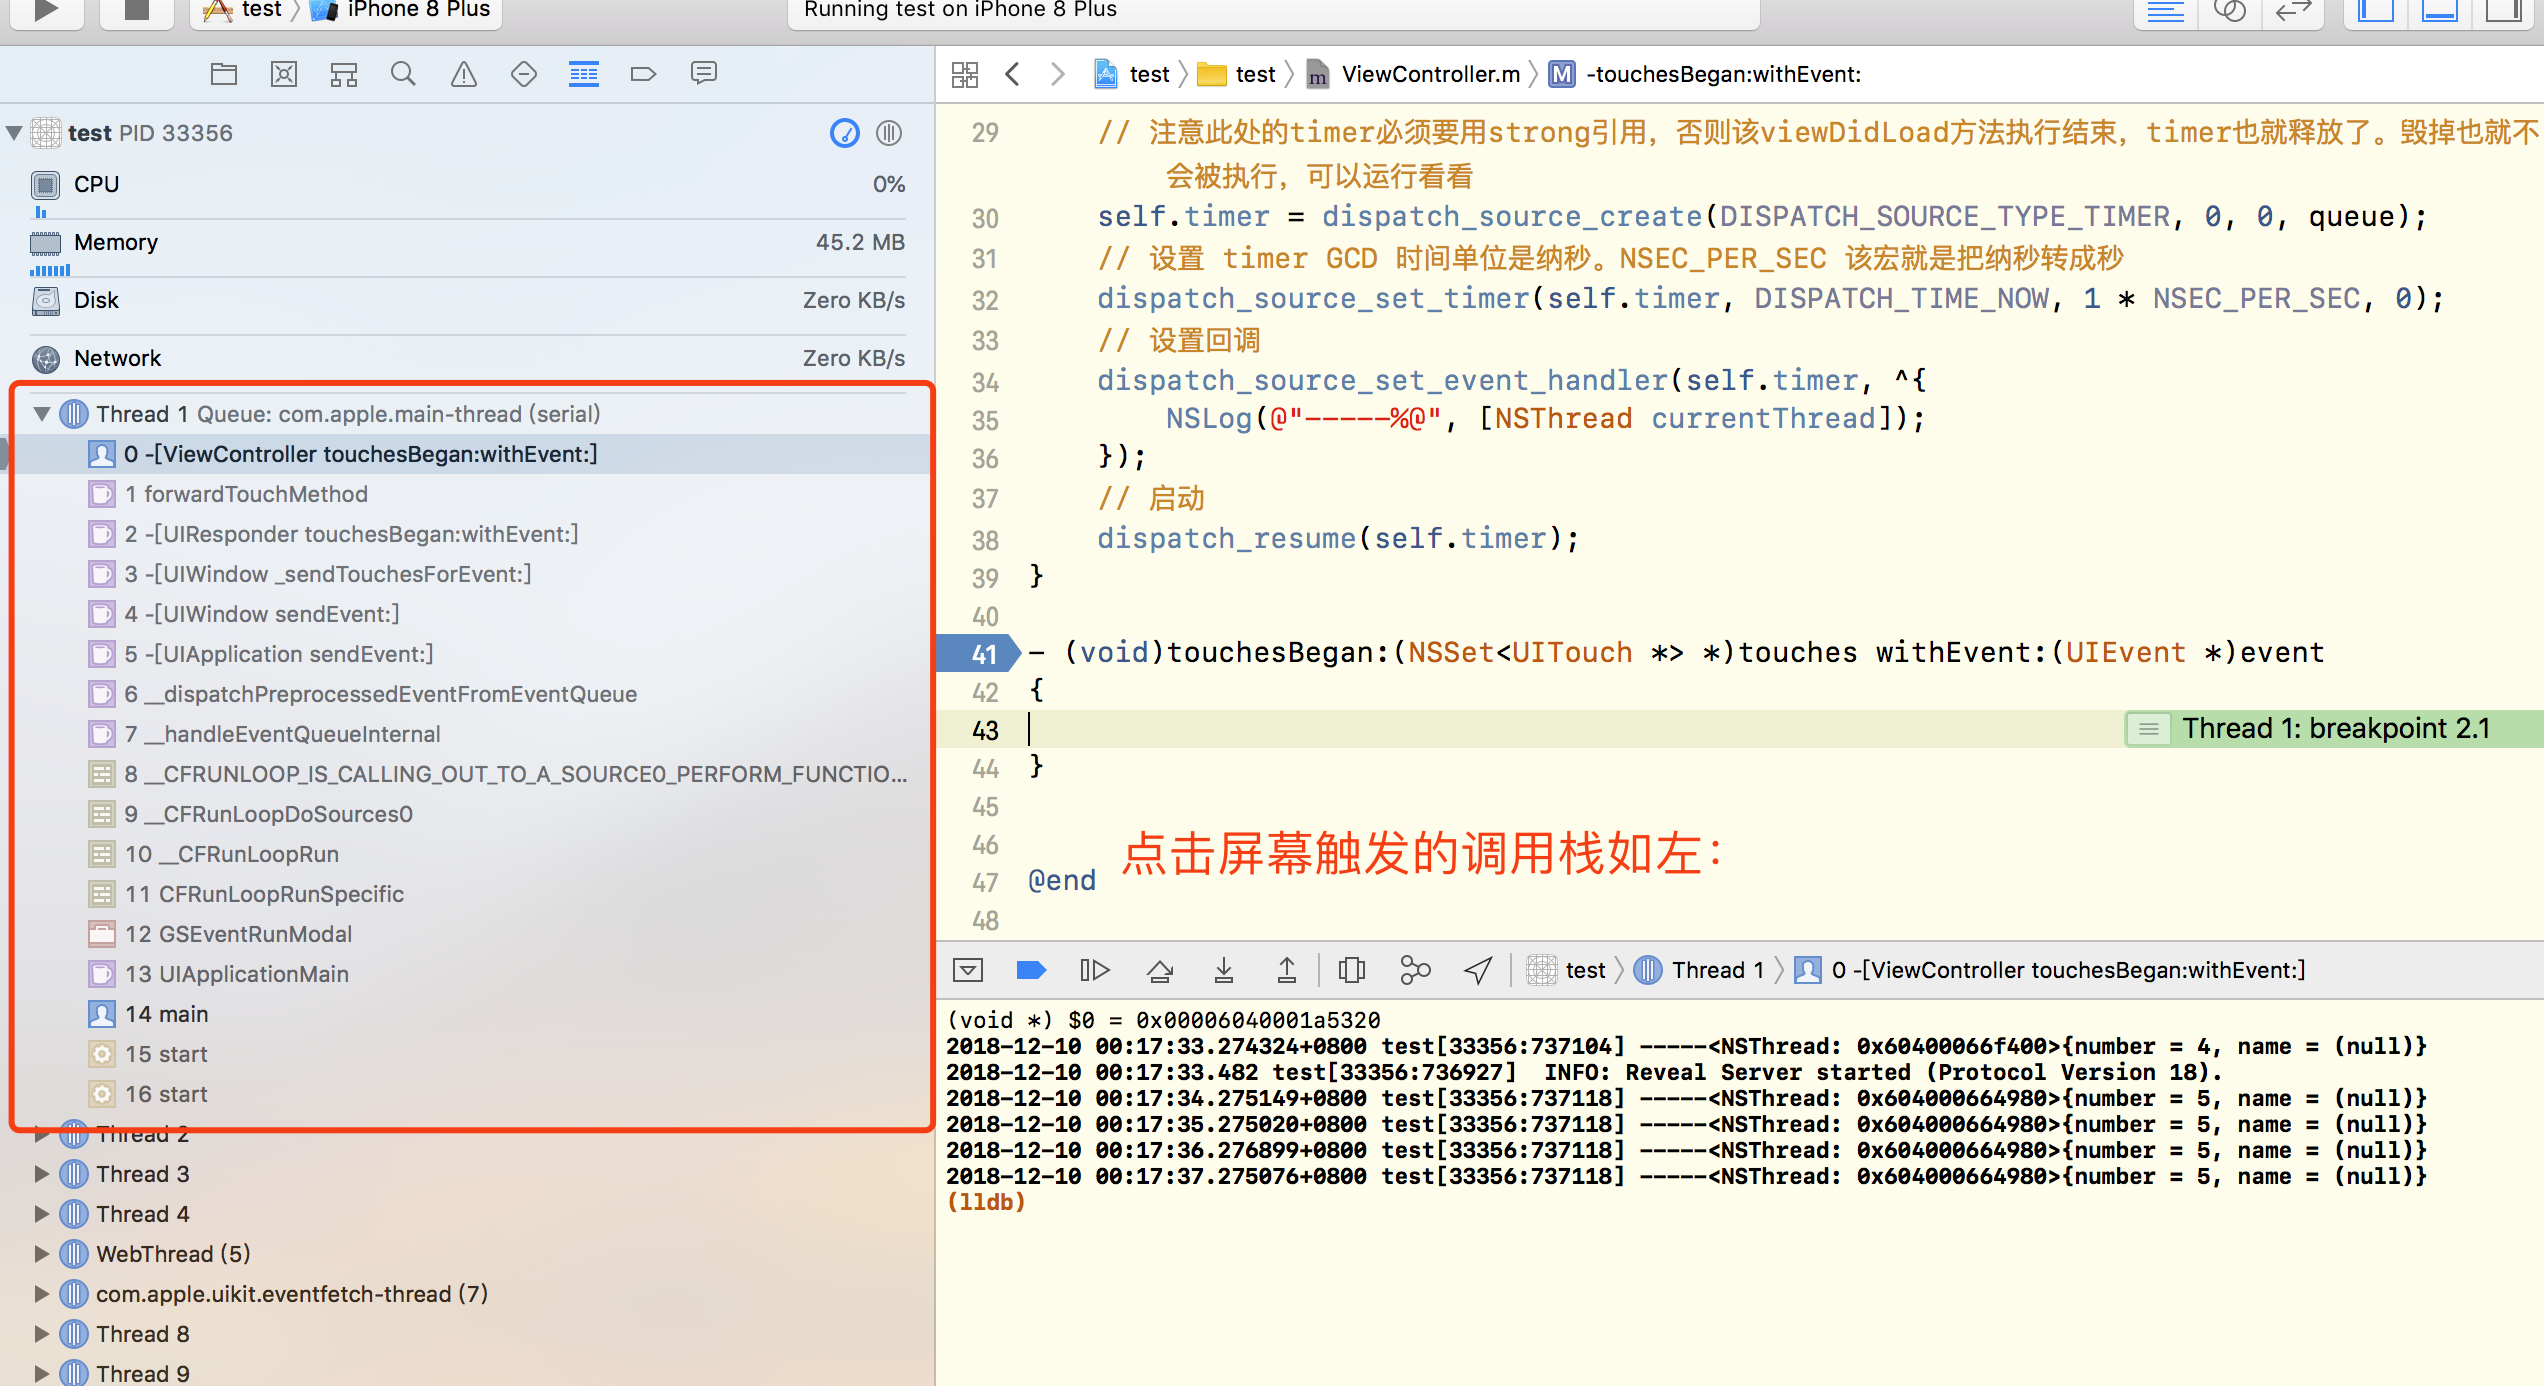 test
iPhone 8 Plus
Running test on iPhone 8 Plus
test PID 33356
CPU 0%
Memory 45.2 MB
Disk Zero KB/s
Network Zero KB/s
Thread 1 Queue: com.apple.main-thread (serial)
0 -[ViewController touchesBegan:withEvent:]
1 forwardTouchMethod
2 -[UIResponder touchesBegan:withEvent:]
3 -[UIWindow _sendTouchesForEvent:]
4 -[UIWindow sendEvent:]
5 -[UIApplication sendEvent:]
6 __dispatchPreprocessedEventFromEventQueue
7 __handleEventQueueInternal
8 __CFRUNLOOP_IS_CALLING_OUT_TO_A_SOURCE0_PERFORM_FUNCTIO...
9 __CFRunLoopDoSources0
10 __CFRunLoopRun
11 CFRunLoopRunSpecific
12 GSEventRunModal
13 UIApplicationMain
14 main
15 start
16 start
Thread 2
Thread 3
Thread 4
WebThread (5)
com.apple.uikit.eventfetch-thread (7)
Thread 8
Thread 9
test
test
m ViewController.m
M -touchesBegan:withEvent:
29 // 注意此处的timer必须要用strong引用，否则该viewDidLoad方法执行结束，timer也就释放了。毁掉也就不
会被执行，可以运行看看
30 self.timer = dispatch_source_create(DISPATCH_SOURCE_TYPE_TIMER, 0, 0, queue);
31 // 设置 timer GCD 时间单位是纳秒。NSEC_PER_SEC 该宏就是把纳秒转成秒
32 dispatch_source_set_timer(self.timer, DISPATCH_TIME_NOW, 1 * NSEC_PER_SEC, 0);
33 // 设置回调
34 dispatch_source_set_event_handler(self.timer, ^{
35 NSLog(@"-----%@", [NSThread currentThread]);
36 });
37 // 启动
38 dispatch_resume(self.timer);
39 }
40
41 - (void)touchesBegan:(NSSet<UITouch *> *)touches withEvent:(UIEvent *)event
42 {
43 Thread 1: breakpoint 2.1
44 }
45
46
点击屏幕触发的调用栈如左：
47 @end
48
test
Thread 1
0 -[ViewController touchesBegan:withEvent:]
(void *) $0 = 0x00006040001a5320
2018-12-10 00:17:33.274324+0800 test[33356:737104] -----<NSThread: 0x60400066f400>{number = 4, name = (null)}
2018-12-10 00:17:33.482 test[33356:736927]  INFO: Reveal Server started (Protocol Version 18).
2018-12-10 00:17:34.275149+0800 test[33356:737118] -----<NSThread: 0x604000664980>{number = 5, name = (null)}
2018-12-10 00:17:35.275020+0800 test[33356:737118] -----<NSThread: 0x604000664980>{number = 5, name = (null)}
2018-12-10 00:17:36.276899+0800 test[33356:737118] -----<NSThread: 0x604000664980>{number = 5, name = (null)}
2018-12-10 00:17:37.275076+0800 test[33356:737118] -----<NSThread: 0x604000664980>{number = 5, name = (null)}
(lldb)